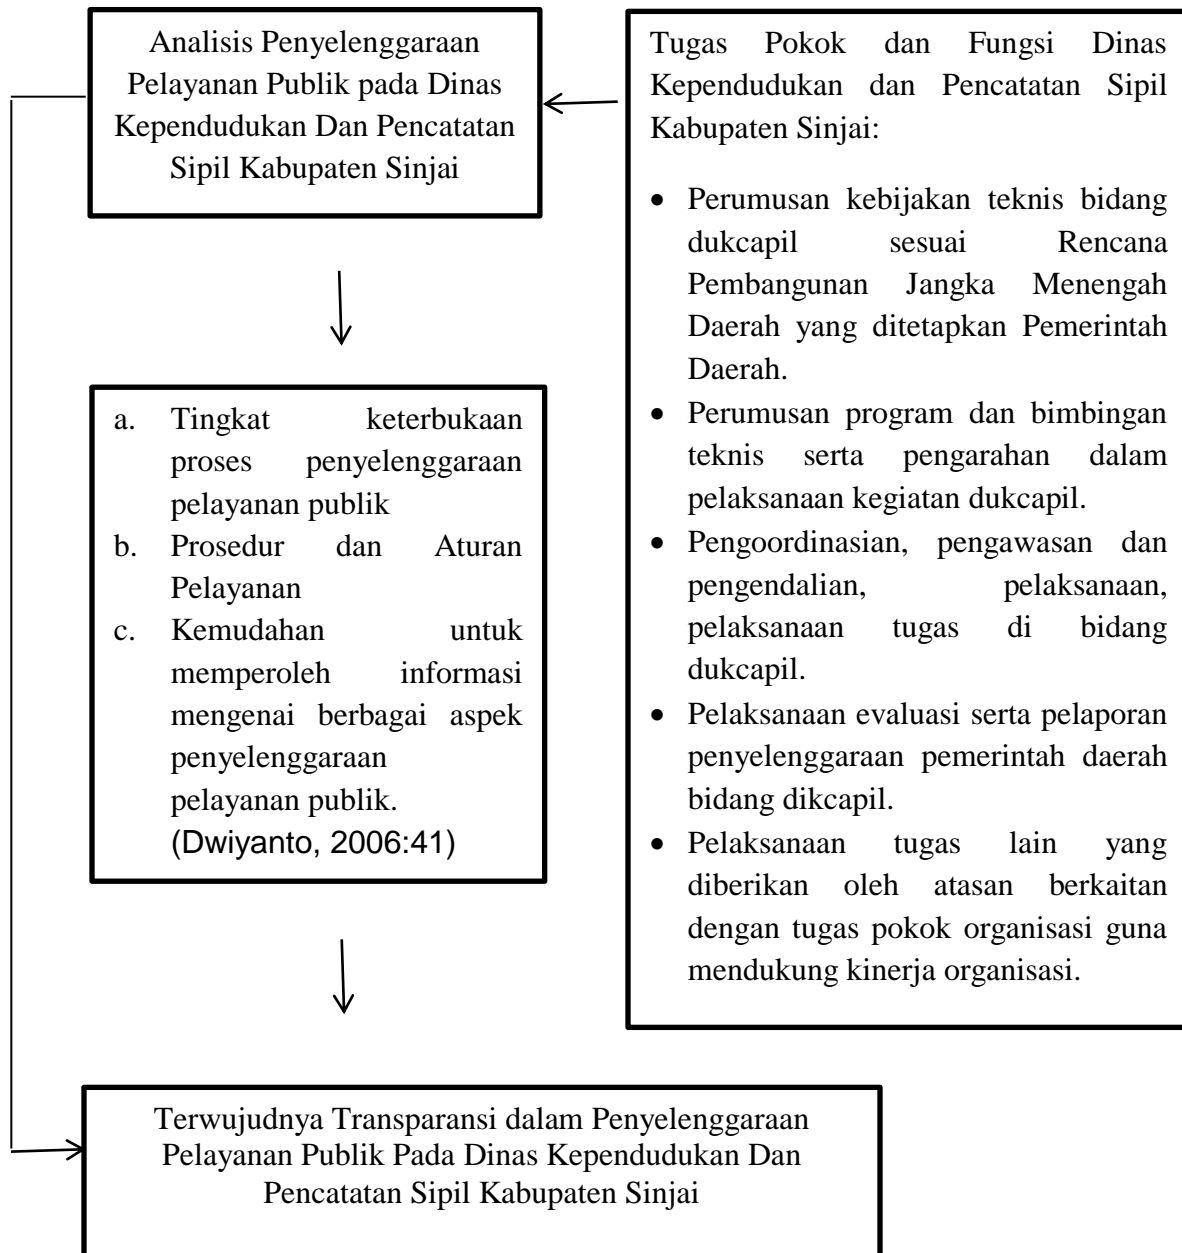 Analisis Penyelenggaraan
Pelayanan Publik pada Dinas
Kependudukan Dan Pencatatan
Sipil Kabupaten Sinjai
Tugas Pokok dan Fungsi Dinas
Kependudukan dan Pencatatan Sipil
Kabupaten Sinjai:
• Perumusan kebijakan teknis bidang
dukcapil sesuai Rencana
Pembangunan Jangka Menengah
Daerah yang ditetapkan Pemerintah
Daerah.
• Perumusan program dan bimbingan
teknis serta pengarahan dalam
pelaksanaan kegiatan dukcapil.
• Pengoordinasian, pengawasan dan
pengendalian, pelaksanaan,
pelaksanaan tugas di bidang
dukcapil.
• Pelaksanaan evaluasi serta pelaporan
penyelenggaraan pemerintah daerah
bidang dikcapil.
• Pelaksanaan tugas lain yang
diberikan oleh atasan berkaitan
dengan tugas pokok organisasi guna
mendukung kinerja organisasi.
a. Tingkat keterbukaan
proses penyelenggaraan
pelayanan publik
b. Prosedur dan Aturan
Pelayanan
c. Kemudahan untuk
memperoleh informasi
mengenai berbagai aspek
penyelenggaraan
pelayanan publik.
(Dwiyanto, 2006:41)
Terwujudnya Transparansi dalam Penyelenggaraan
Pelayanan Publik Pada Dinas Kependudukan Dan
Pencatatan Sipil Kabupaten Sinjai